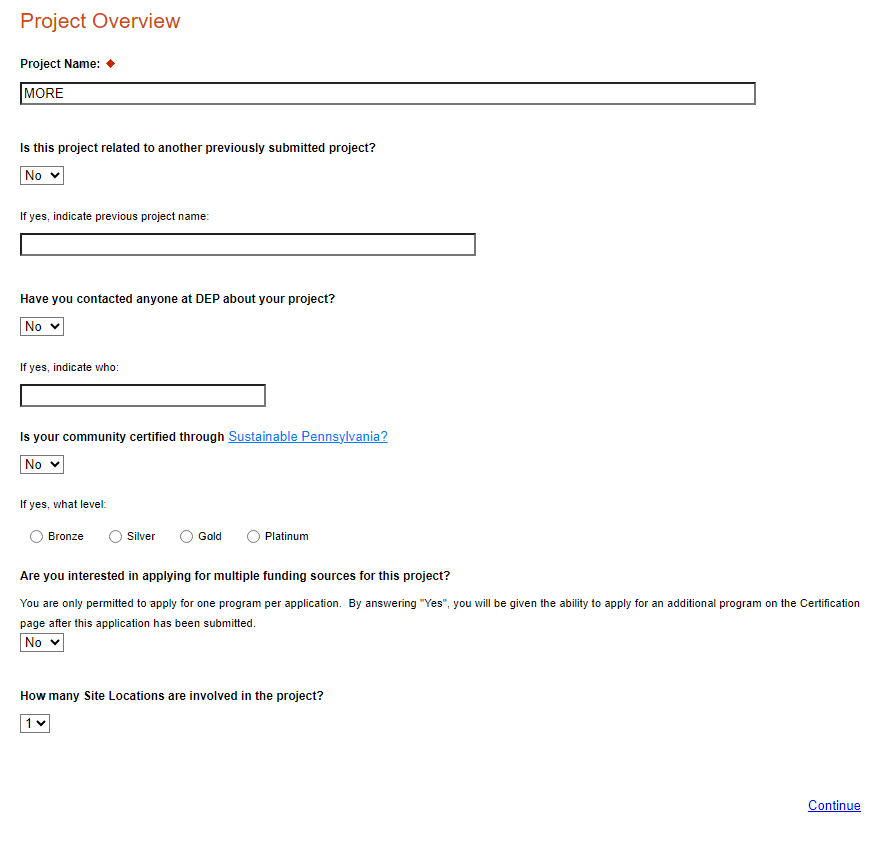 Project Overview
Project Name: ◆
MORE
Is this project related to another previously submitted project?
No
If yes, indicate previous project name:
Have you contacted anyone at DEP about your project?
No
If yes, indicate who:
Is your community certified through Sustainable Pennsylvania?
No
If yes, what level:
Bronze Silver Gold Platinum
Are you interested in applying for multiple funding sources for this project?
You are only permitted to apply for one program per application. By answering "Yes", you will be given the ability to apply for an additional program on the Certification
page after this application has been submitted.
No
How many Site Locations are involved in the project?
1
Continue